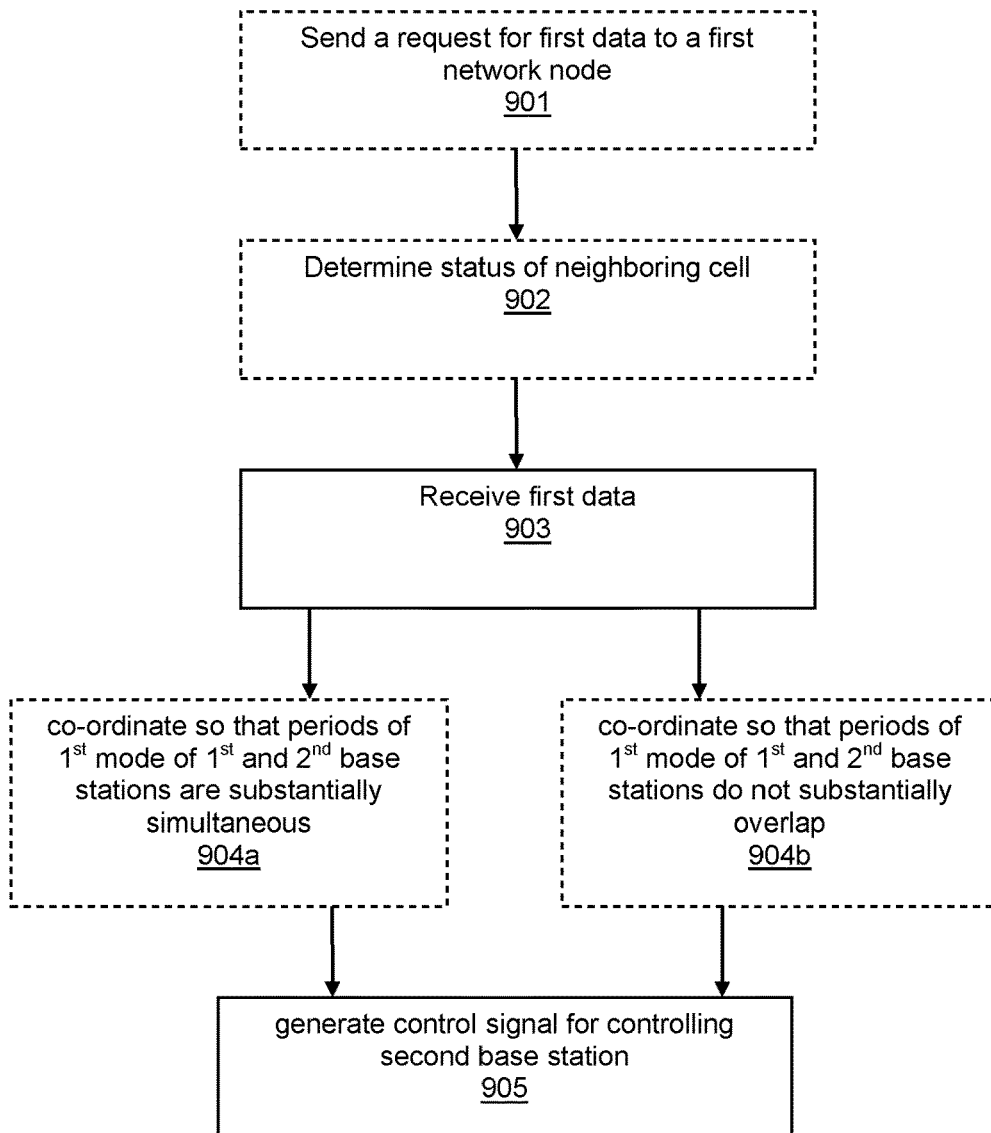 Send a request for first data to a first
network node
901
Determine status of neighboring cell
902
Receive first data
903
co-ordinate so that periods of
1st mode of 1st and 2nd base
stations are substantially
simultaneous
904a
co-ordinate so that periods of
1st mode of 1st and 2nd base
stations do not substantially
overlap
904b
generate control signal for controlling
second base station
905